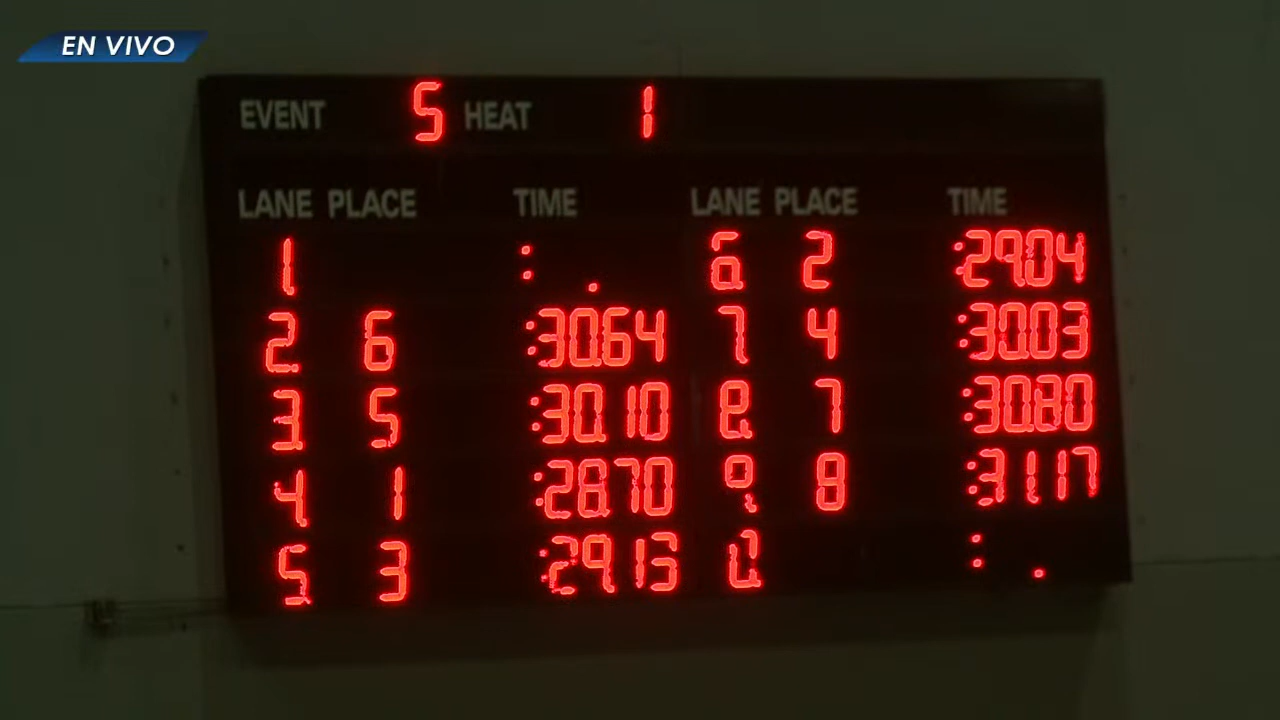 EN VIVO
EVENT 5 HEAT 1
LANE PLACE TIME LANE PLACE TIME
1 : . 6 2 :29.04
2 6 :30.64 7 4 :30.03
3 5 :30.10 8 7 :30.80
4 1 :28.70 9 8 :31.17
5 3 :29.13 0 : .